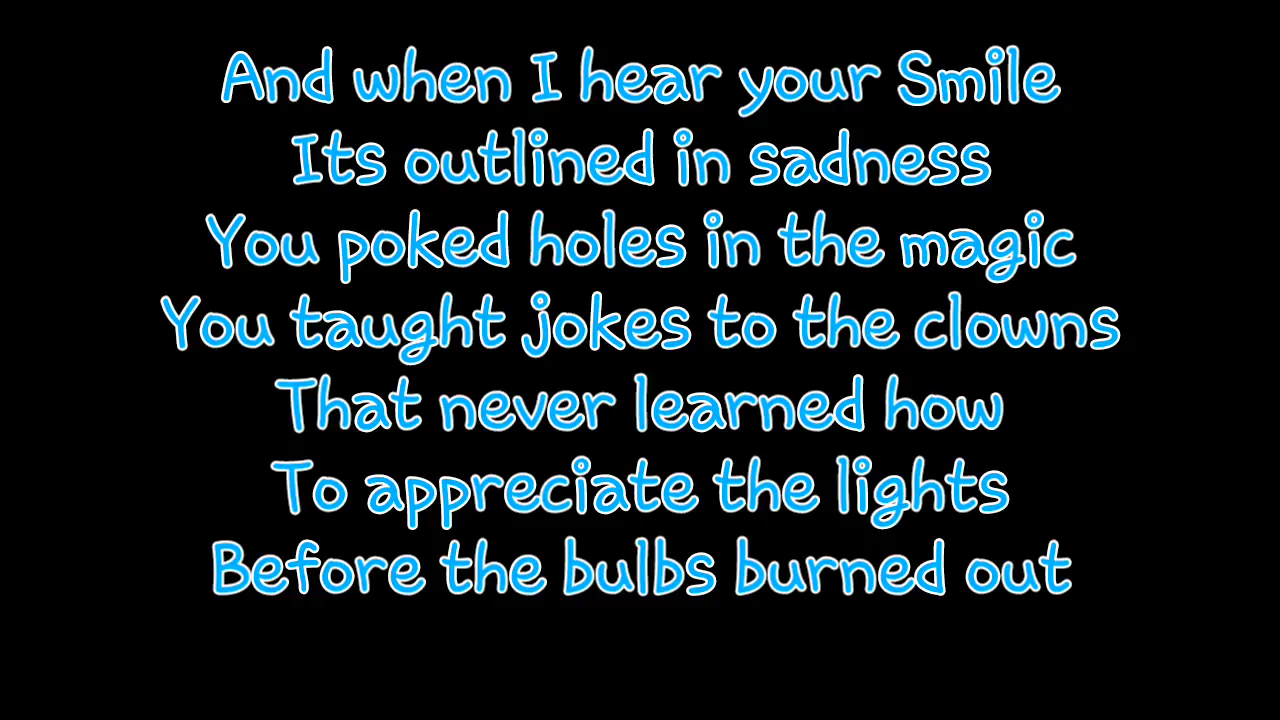 And when I hear your Smile
Its outlined in sadness
You poked holes in the magic
You taught jokes to the clowns
That never learned how
To appreciate the lights
Before the bulbs burned out